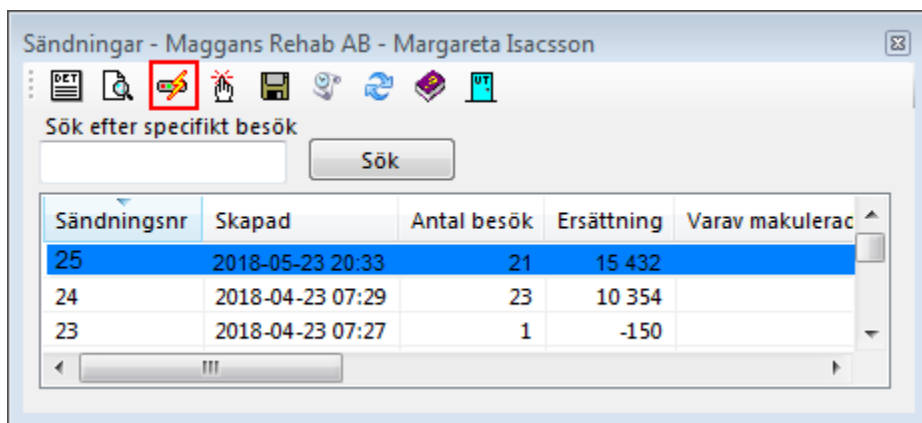 Sändningar - Maggans Rehab AB - Margareta Isacsson
DET UT
Sök efter specifikt besök
Sök
Sändningsnr Skapad Antal besök Ersättning Varav makulerad
25 2018-05-23 20:33 21 15 432
24 2018-04-23 07:29 23 10 354
23 2018-04-23 07:27 1 -150